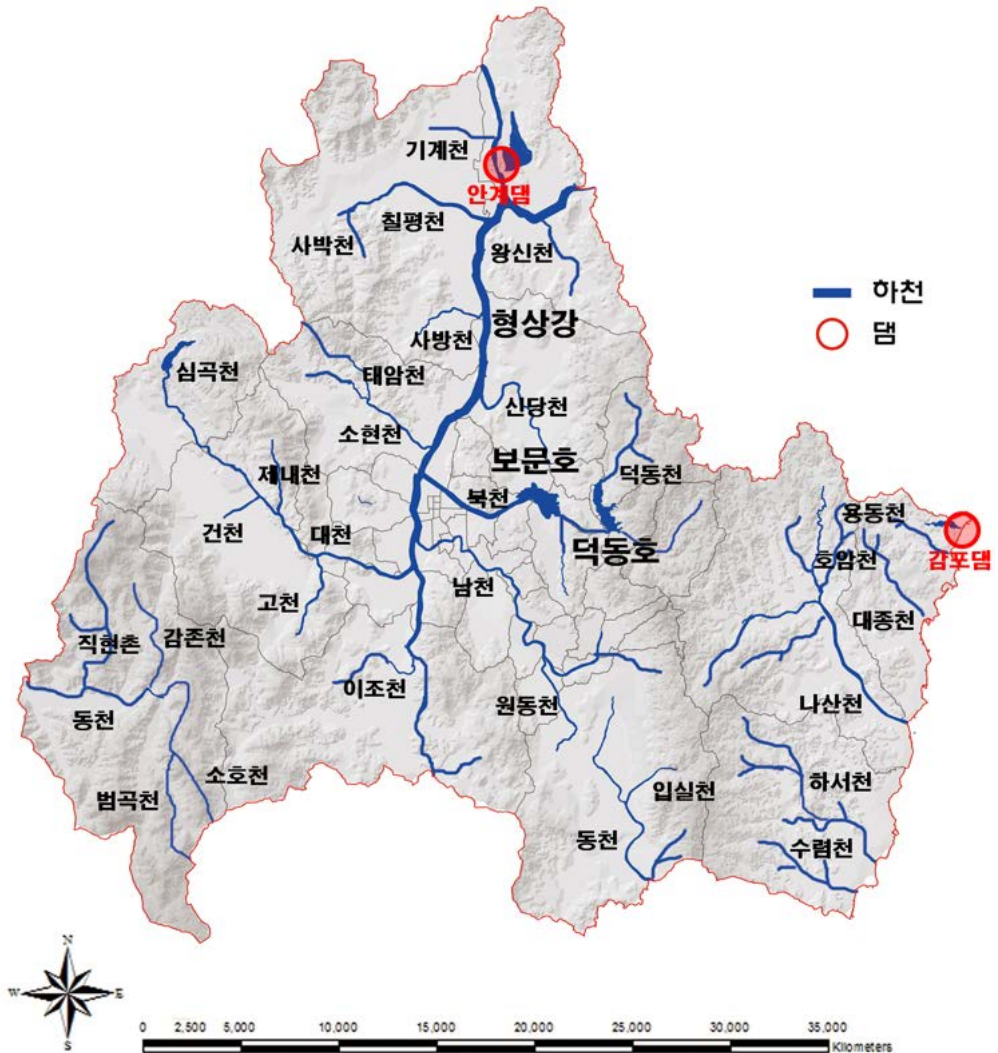 기계천
안계댐
칠평천
사박천
왕신천
하천
형상강
댐
사방천
심곡천
태암천
신당천
소현천
보문호
제내천
덕동천
북천
용동천
건천
대천
덕동호
호암천
감포댐
남천
고천
대종천
직현촌
감존천
이조천
원동천
나산천
동천
소호천
하서천
범곡천
입실천
동천
수렴천
N
W
E
S
0 2,500 5,000 10,000 15,000 20,000 25,000 30,000 35,000
Kilometers